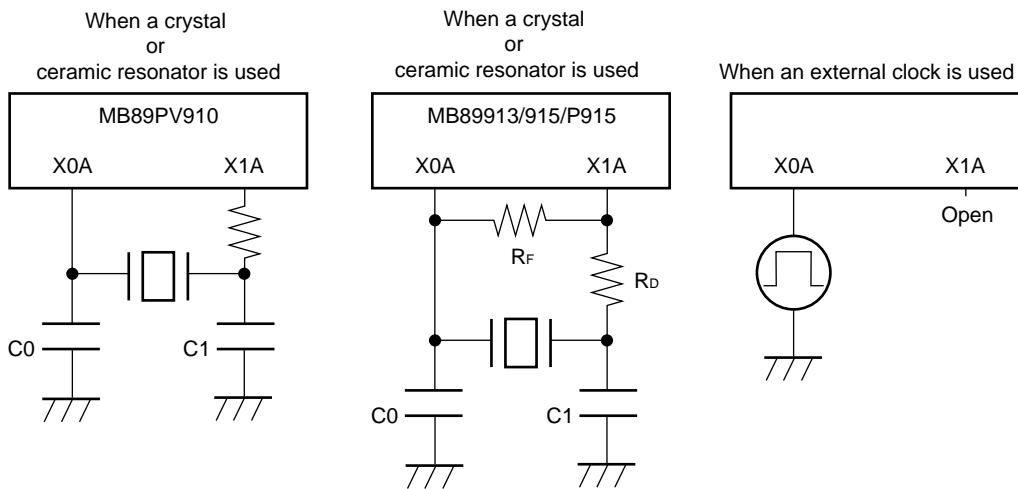 When a crystal
or
ceramic resonator is used
MB89PV910
X0A X1A
C0 C1
When a crystal
or
ceramic resonator is used
MB89913/915/P915
X0A X1A
RF
RD
C0 C1
When an external clock is used
X0A X1A
Open